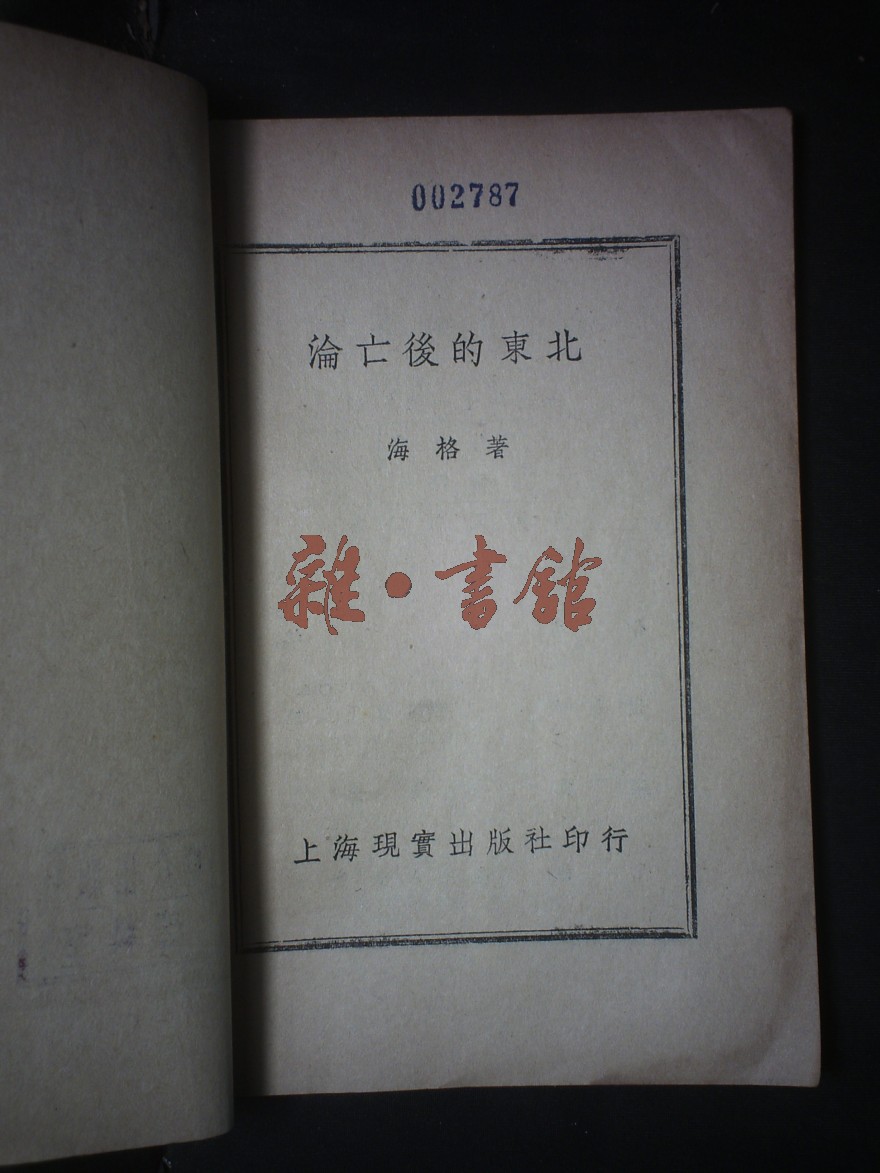 002787
淪亡後的東北
海格著
雜•書館
上海現實出版社印行